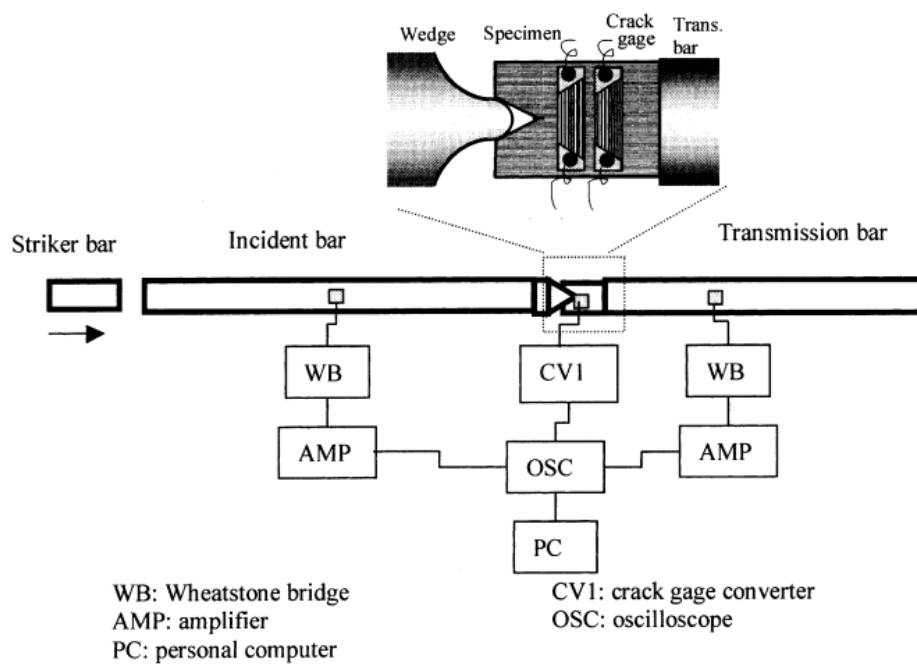 Wedge
Specimen
Crack
gage
Trans.
bar
Striker bar
Incident bar
Transmission bar
WB
CV1
WB
AMP
OSC
AMP
PC
WB: Wheatstone bridge
AMP: amplifier
PC: personal computer
CV1: crack gage converter
OSC: oscilloscope